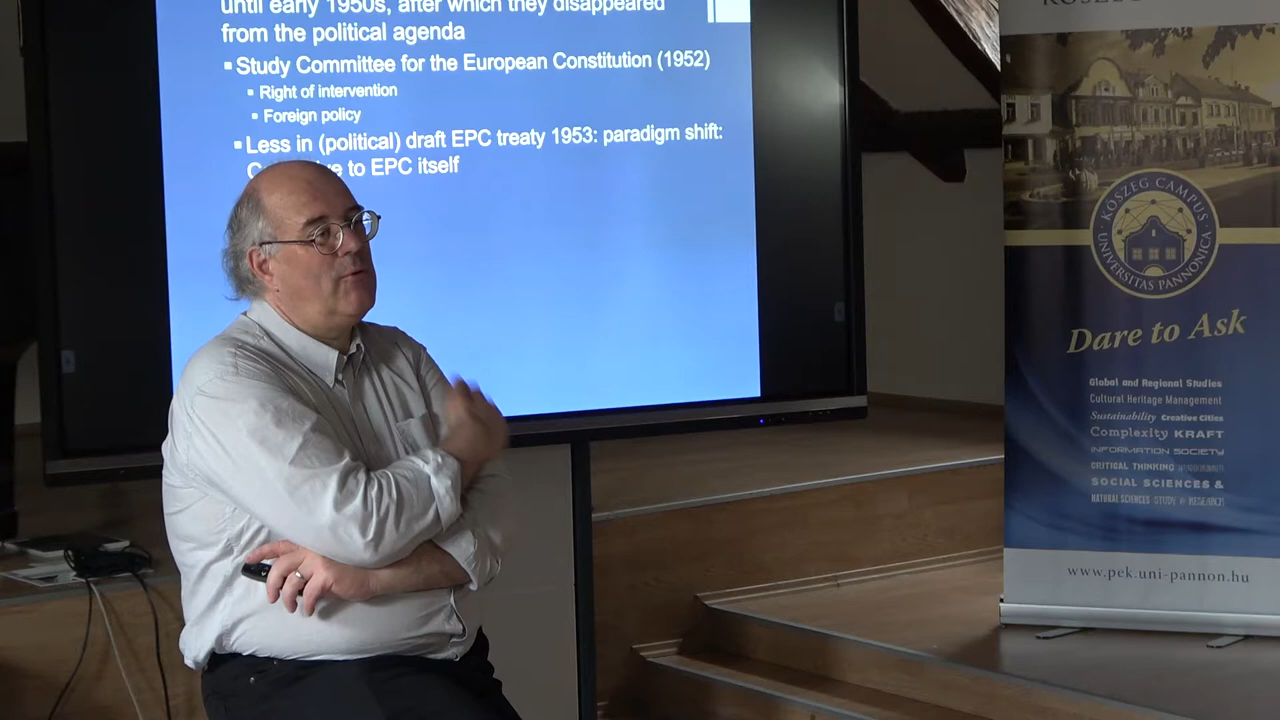 until early 1950s, after which they disappeared
from the political agenda
▪Study Committee for the European Constitution (1952)
▪ Right of intervention
▪ Foreign policy
▪Less in (political) draft EPC treaty 1953: paradigm shift:
to EPC itself
KŐSZEG CAMPUS
UNIVERSITAS PANNONICA
Dare to Ask
Global and Regional Studies
Cultural Heritage Management
Sustainability Creative Cities
Complexity KRAFT
INFORMATION SOCIETY
CRITICAL THINKING
SOCIAL SCIENCES &
NATURAL SCIENCES STUDY & RESEARCH
www.pek.uni-pannon.hu